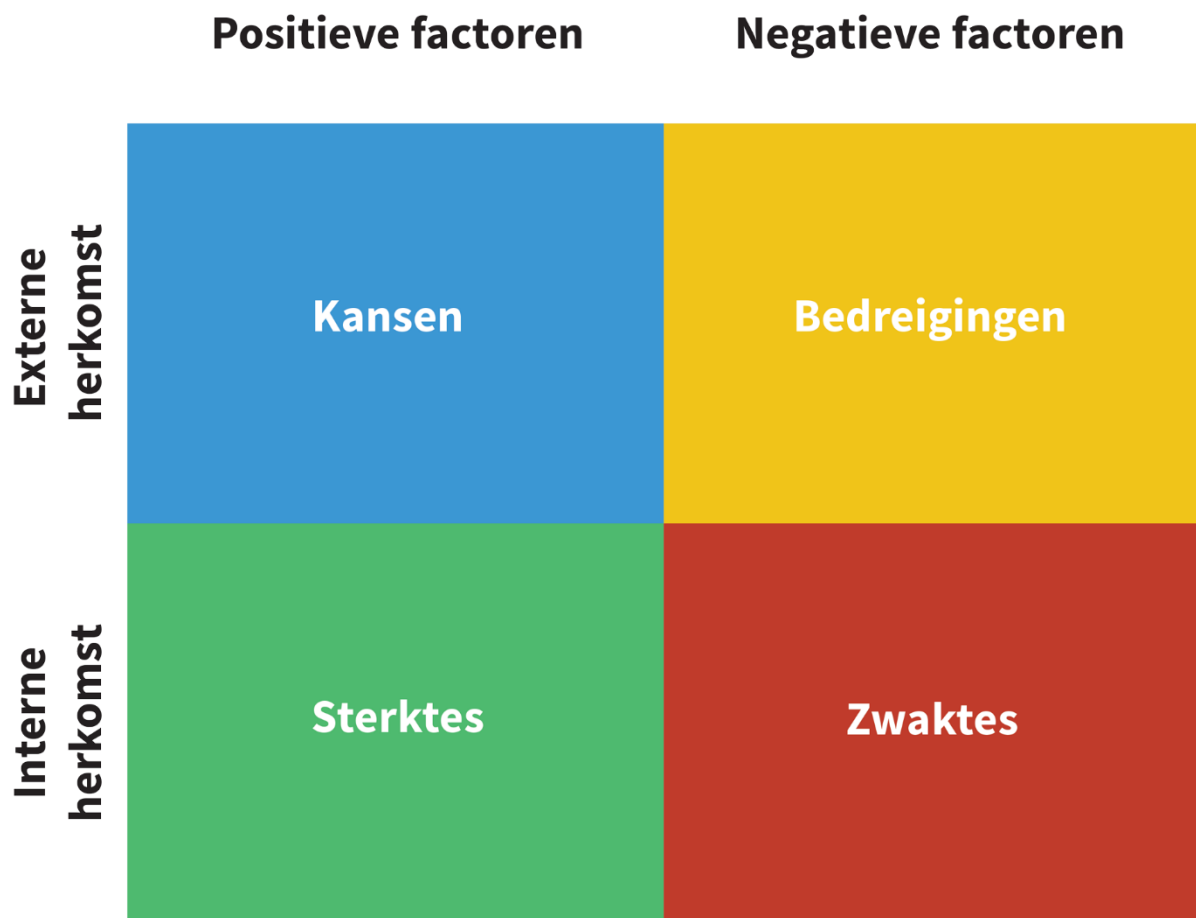 Positieve factoren
Negatieve factoren
Externe
herkomst
Kansen
Bedreigingen
Interne
herkomst
Sterktes
Zwaktes